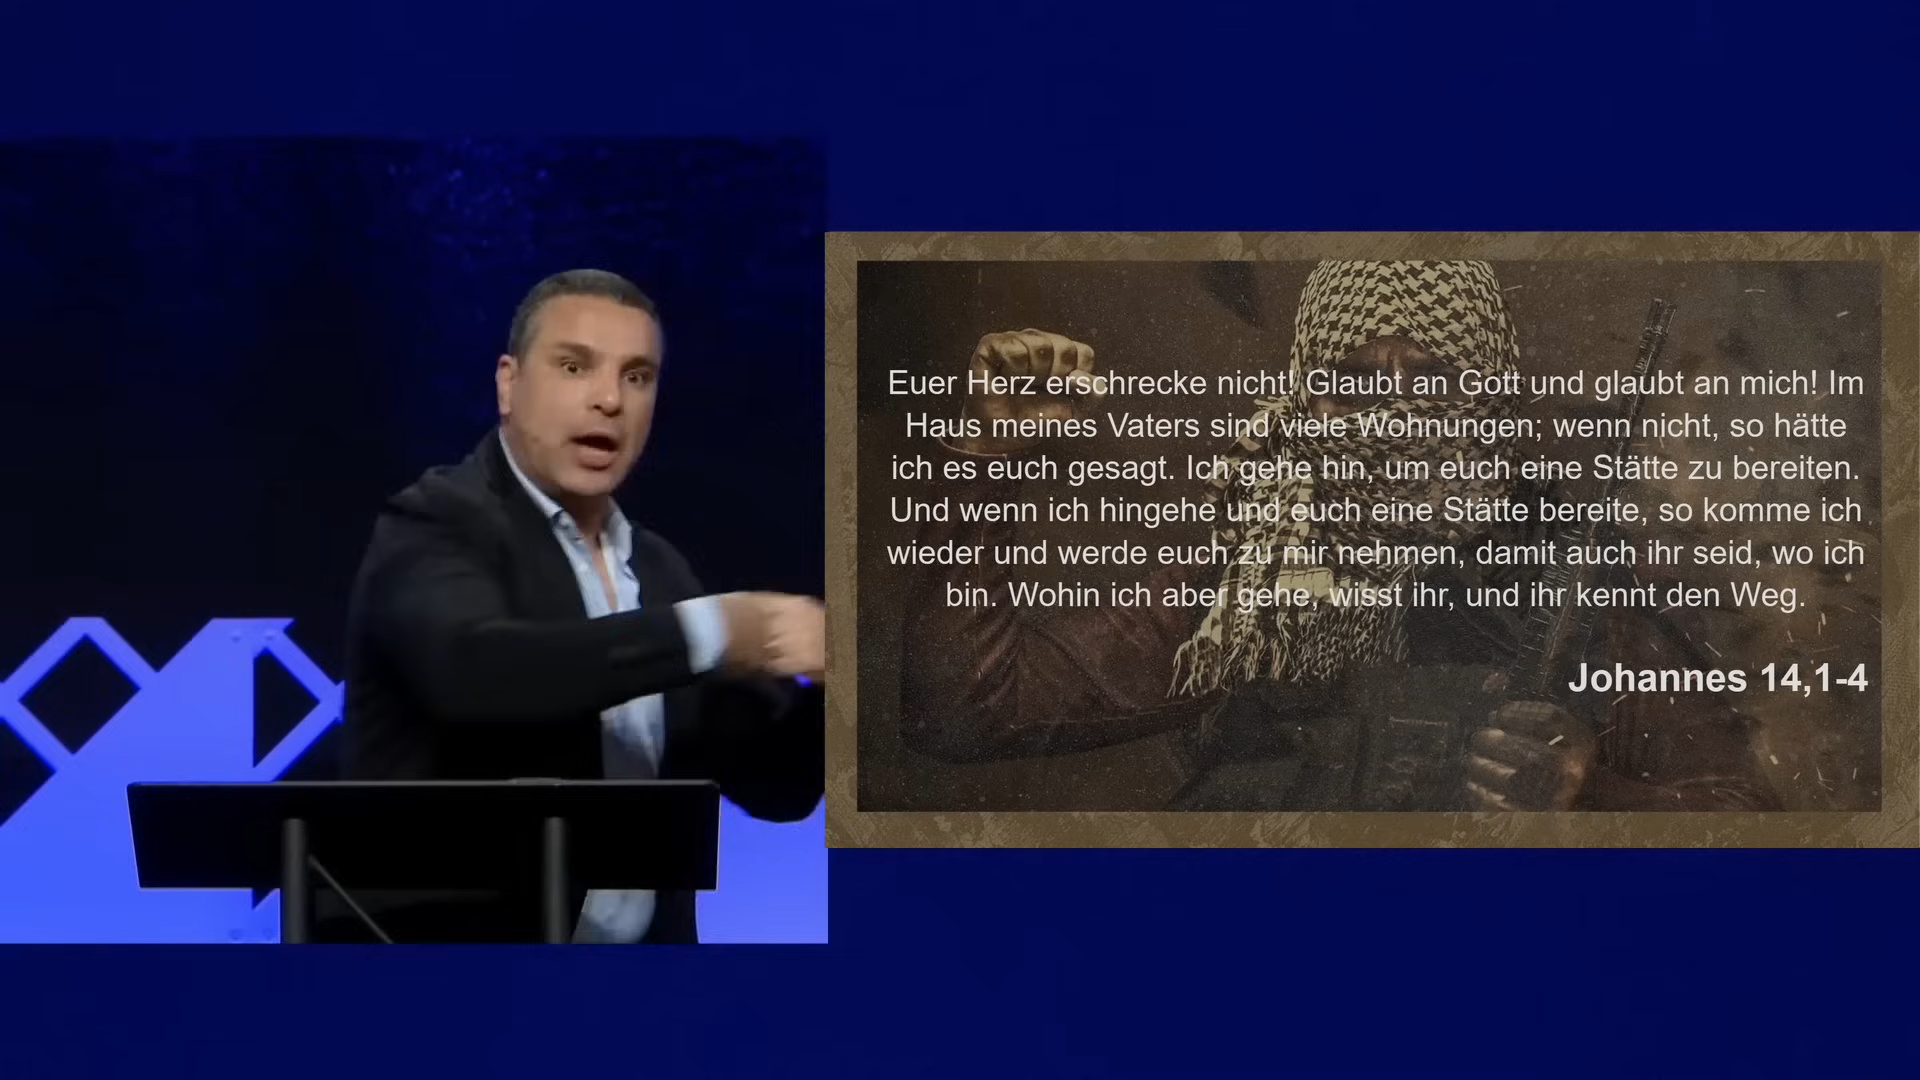 Euer Herz erschrecke nicht! Glaubt an Gott und glaubt an mich! Im
Haus meines Vaters sind viele Wohnungen; wenn nicht, so hätte
ich es euch gesagt. Ich gehe hin, um euch eine Stätte zu bereiten.
Und wenn ich hingehe und euch eine Stätte bereite, so komme ich
wieder und werde euch zu mir nehmen, damit auch ihr seid, wo ich
bin. Wohin ich aber gehe, wisst ihr, und ihr kennt den Weg.
Johannes 14,1-4